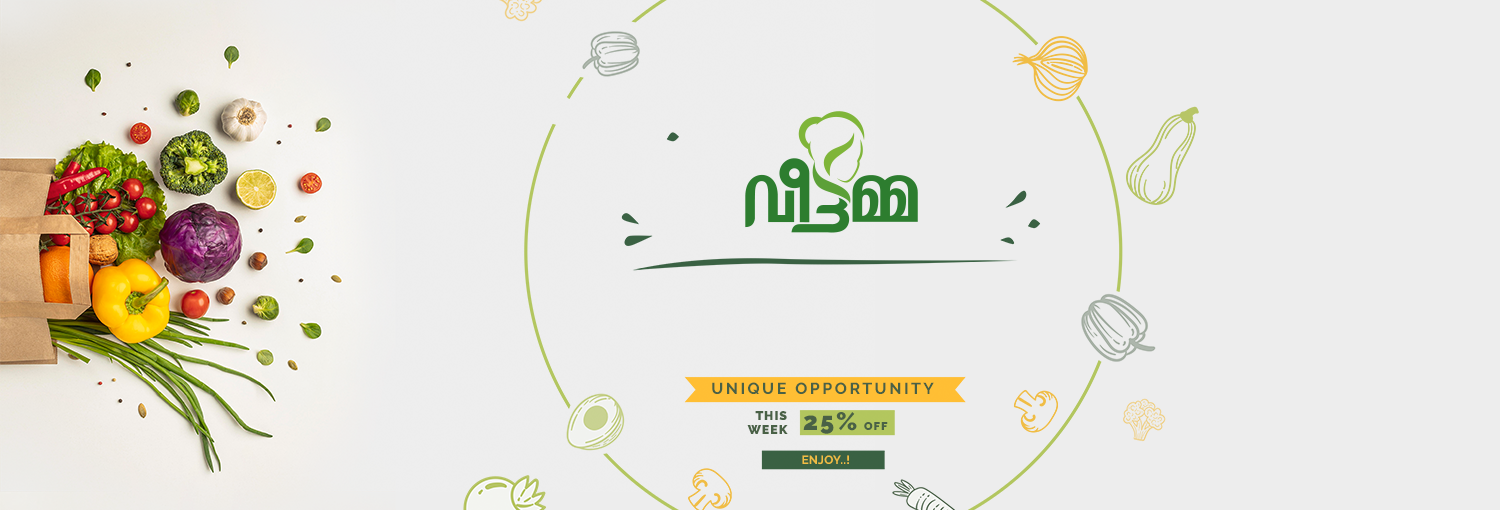 വീട്ടമ്മ
UNIQUE OPPORTUNITY
THIS
WEEK
25% OFF
ENJOY..!